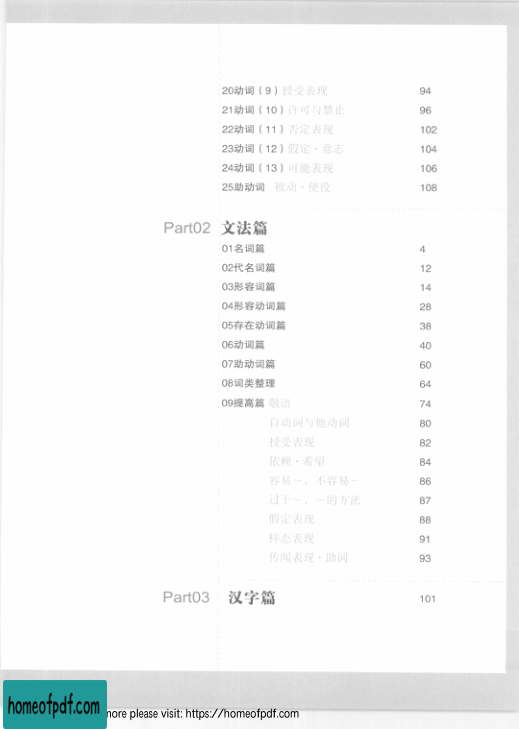 20动词（9）授受表现 94
21动词（10）许可与禁止 96
22动词（11）否定表现 102
23动词（12）假定·意志 104
24动词（13）可能表现 106
25助动词 被动·使役 108
Part02 文法篇
01名词篇 4
02代名词篇 12
03形容词篇 14
04形容动词篇 28
05存在动词篇 38
06动词篇 40
07助动词篇 60
08词类整理 64
09提高篇 敬语 74
自动词与他动词 80
授受表现 82
依赖·希望 84
容易－、不容易－ 86
过于－、－的方法 87
假定表现 88
样态表现 91
传闻表现·助词 93
Part03 汉字篇 101
homeofpdf.com
more please visit: https://homeofpdf.com